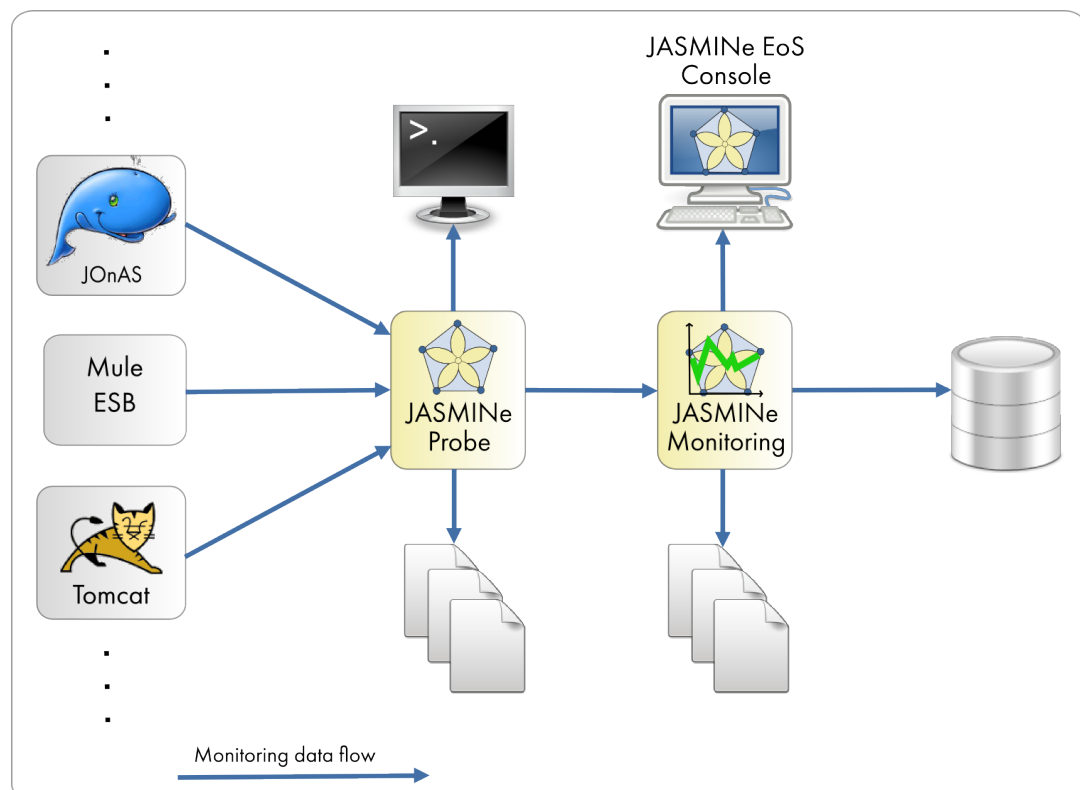 JASMINe EoS
Console
>.
JOnAS
Mule
ESB
JASMINe
Probe
JASMINe
Monitoring
Tomcat
Monitoring data flow